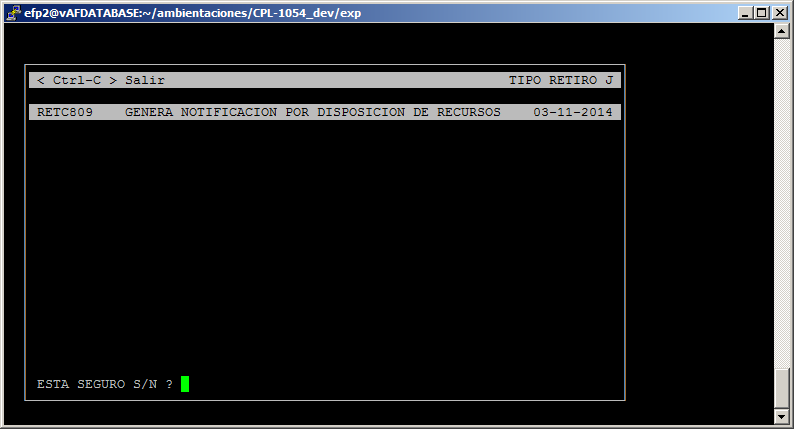 efp2@vAFDATABASE:~/ambientaciones/CPL-1054_dev/exp
< Ctrl-C > Salir TIPO RETIRO J
RETC809 GENERA NOTIFICACION POR DISPOSICION DE RECURSOS 03-11-2014
ESTA SEGURO S/N ?